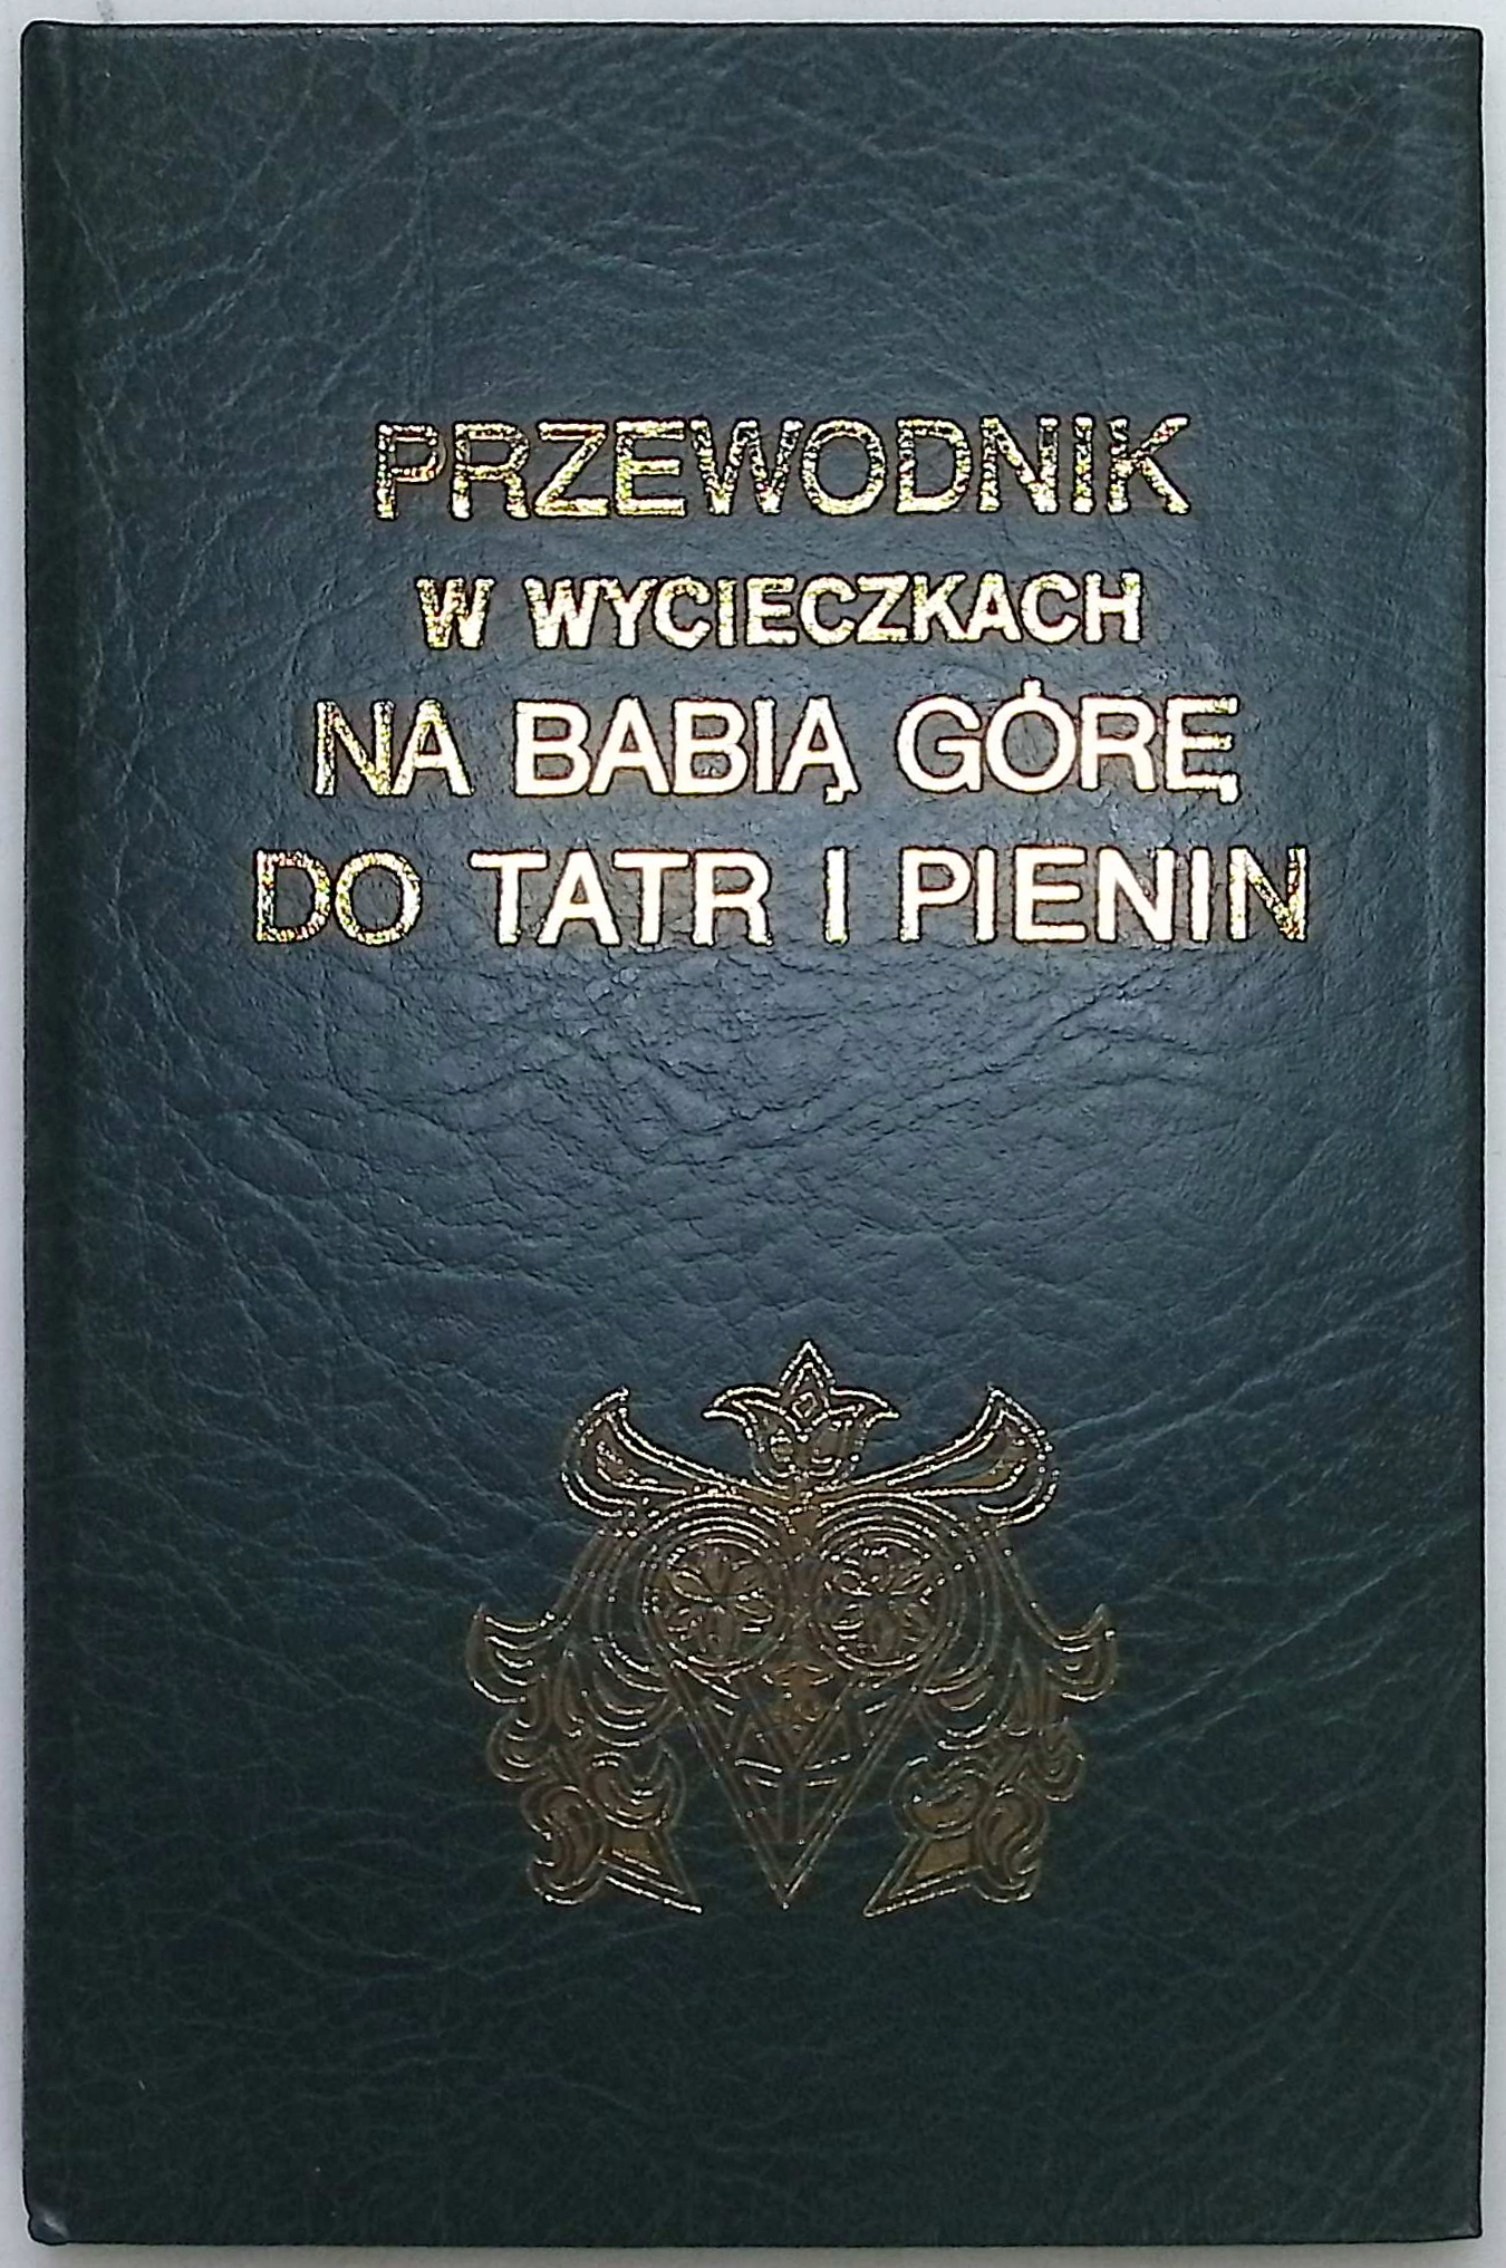 PRZEWODNIK
W WYCIECZKACH
NA BABIĄ GÓRĘ
DO TATR I PIENIN